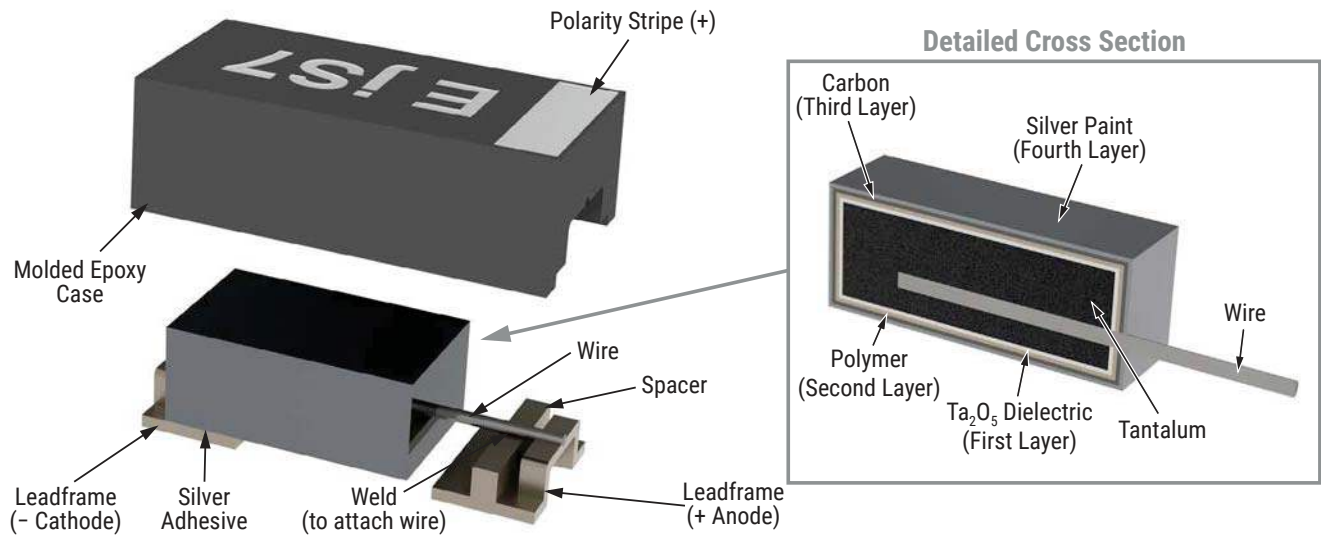 Polarity Stripe (+)
EjS7
Molded Epoxy
Case
Wire
Spacer
Leadframe
(− Cathode)
Silver
Adhesive
Weld
(to attach wire)
Leadframe
(+ Anode)
Detailed Cross Section
Carbon
(Third Layer)
Silver Paint
(Fourth Layer)
Wire
Polymer
(Second Layer)
Ta₂O₅ Dielectric
(First Layer)
Tantalum